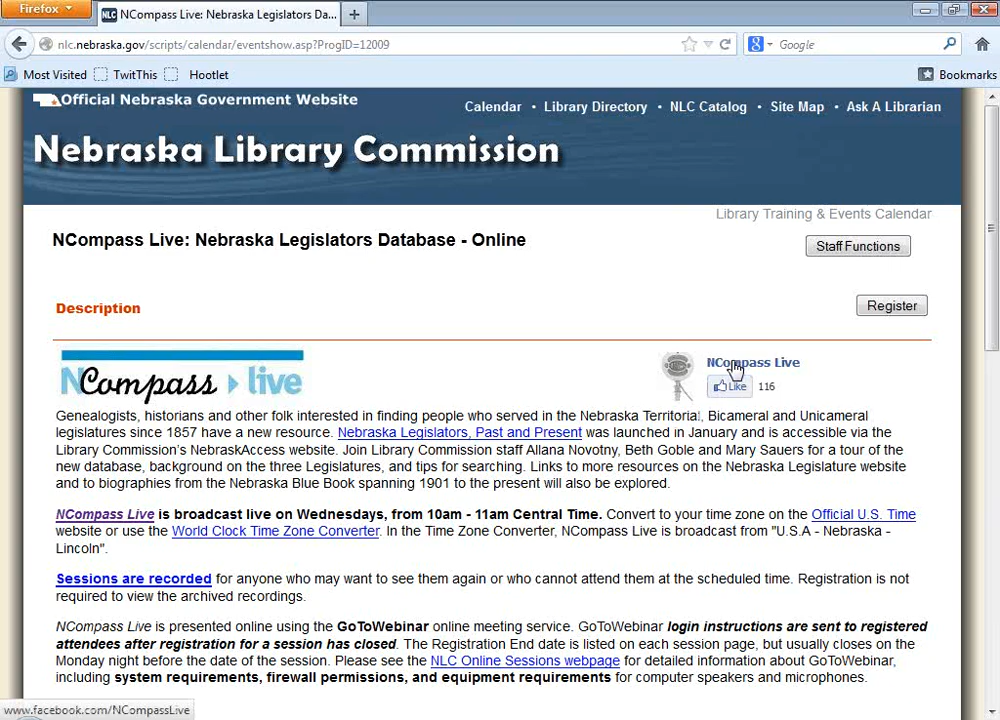 Firefox
NLC NCompass Live: Nebraska Legislators Da...
nlc.nebraska.gov/scripts/calendar/eventshow.asp?ProgID=12009
Google
Most Visited TwitThis Hootlet Bookmarks
Official Nebraska Government Website
Calendar • Library Directory • NLC Catalog • Site Map • Ask A Librarian
Nebraska Library Commission
Library Training & Events Calendar
NCompass Live: Nebraska Legislators Database - Online
Staff Functions
Description
Register
NCompass live
NCompass Live
Like 116
Genealogists, historians and other folk interested in finding people who served in the Nebraska Territorial, Bicameral and Unicameral
legislatures since 1857 have a new resource. Nebraska Legislators, Past and Present was launched in January and is accessible via the
Library Commission's NebraskAccess website. Join Library Commission staff Allana Novotny, Beth Goble and Mary Sauers for a tour of the
new database, background on the three Legislatures, and tips for searching. Links to more resources on the Nebraska Legislature website
and to biographies from the Nebraska Blue Book spanning 1901 to the present will also be explored.
NCompass Live is broadcast live on Wednesdays, from 10am - 11am Central Time. Convert to your time zone on the Official U.S. Time
website or use the World Clock Time Zone Converter. In the Time Zone Converter, NCompass Live is broadcast from "U.S.A - Nebraska -
Lincoln".
Sessions are recorded for anyone who may want to see them again or who cannot attend them at the scheduled time. Registration is not
required to view the archived recordings.
NCompass Live is presented online using the GoToWebinar online meeting service. GoToWebinar login instructions are sent to registered
attendees after registration for a session has closed. The Registration End date is listed on each session page, but usually closes on the
Monday night before the date of the session. Please see the NLC Online Sessions webpage for detailed information about GoToWebinar,
including system requirements, firewall permissions, and equipment requirements for computer speakers and microphones.
www.facebook.com/NCompassLive